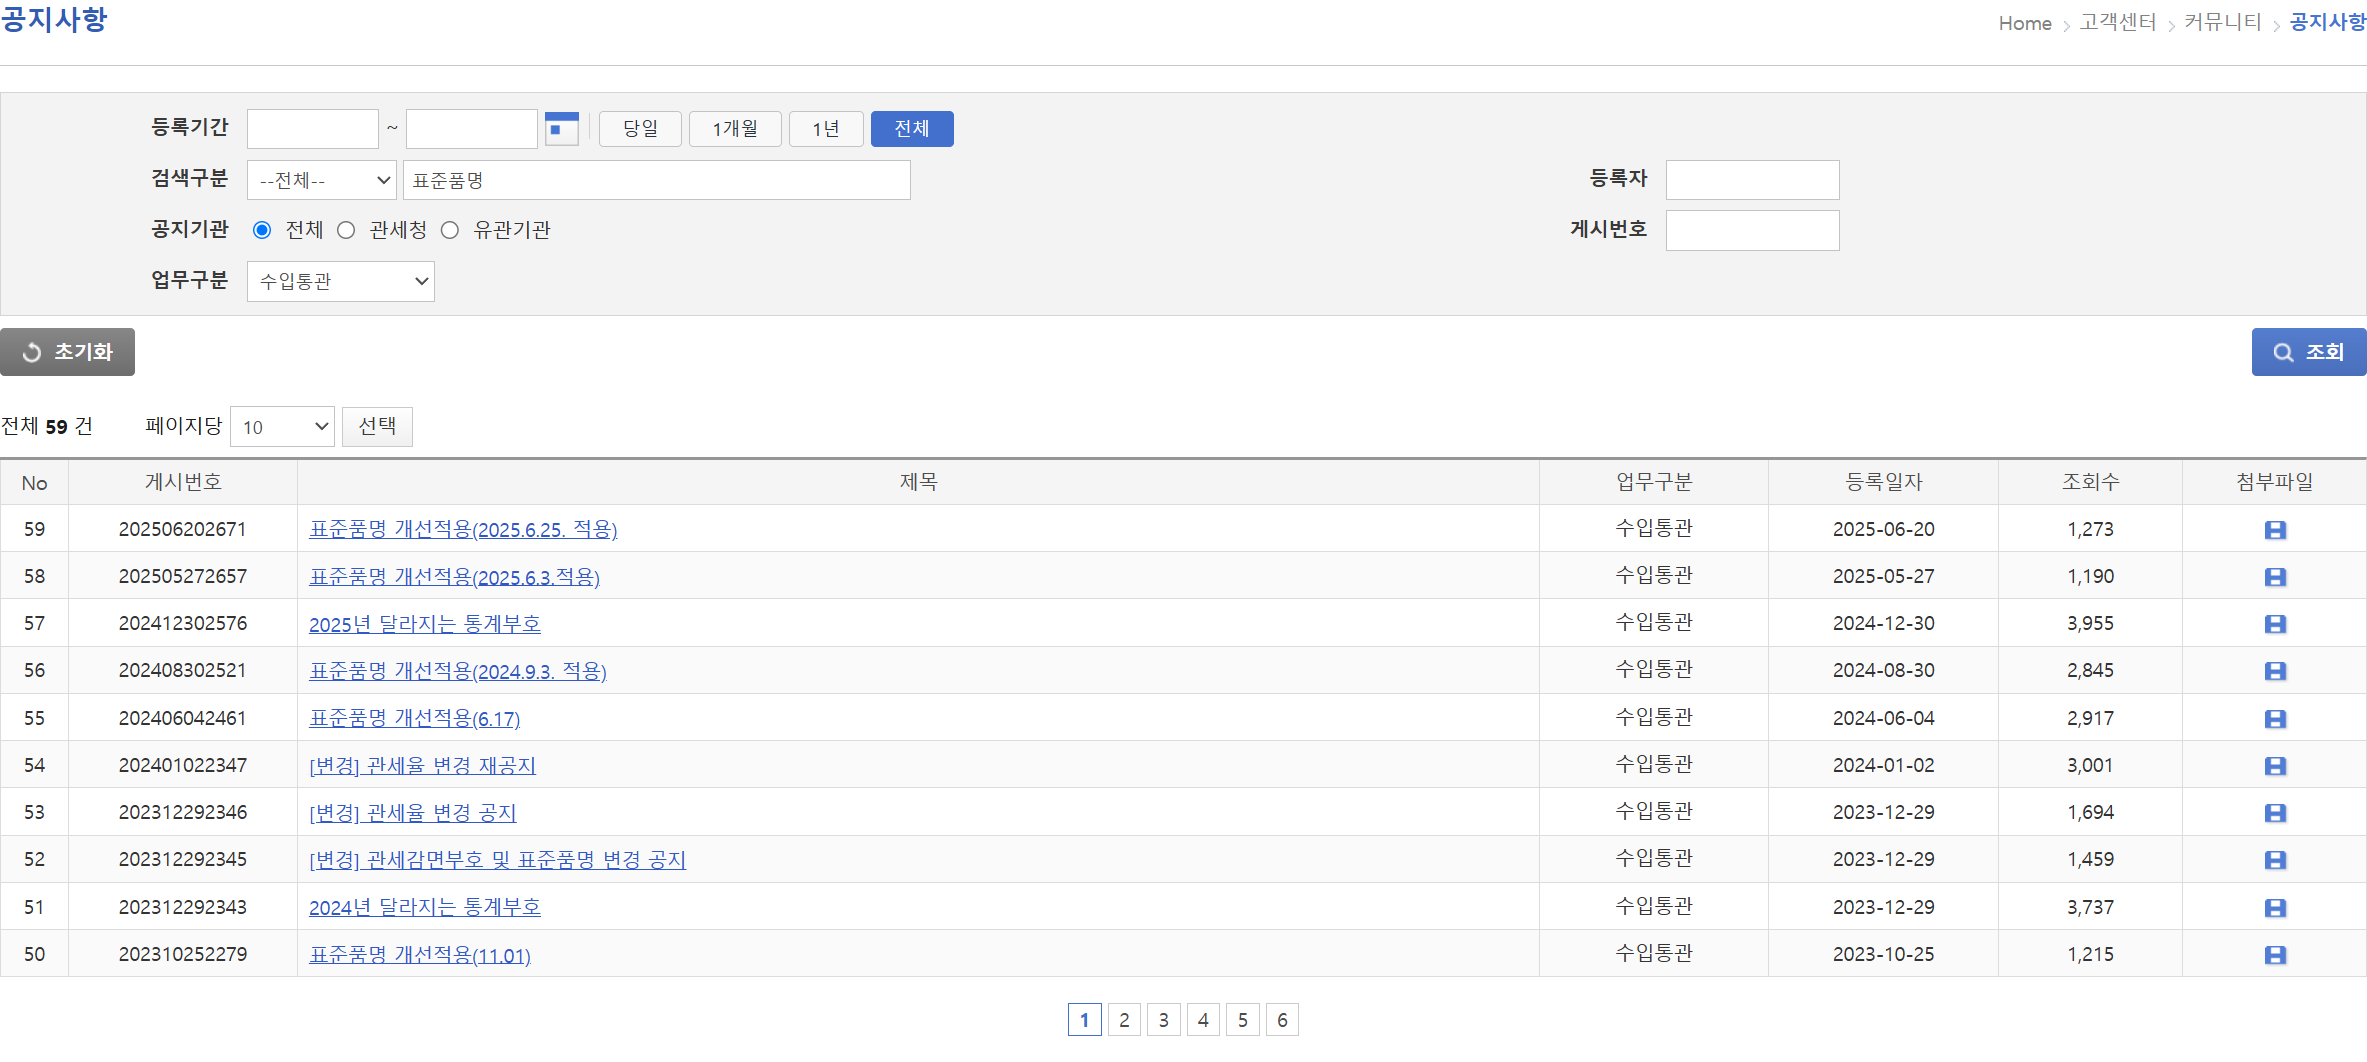 공지사항
Home > 고객센터 > 커뮤니티 > 공지사항
등록기간 ~ 당일 1개월 1년 전체
검색구분 --전체-- 표준품명 등록자
공지기관 전체 관세청 유관기관 게시번호
업무구분 수입통관
초기화 조회
전체 59 건 페이지당 10 선택
No 게시번호 제목 업무구분 등록일자 조회수 첨부파일
59 202506202671 표준품명 개선적용(2025.6.25. 적용) 수입통관 2025-06-20 1,273
58 202505272657 표준품명 개선적용(2025.6.3.적용) 수입통관 2025-05-27 1,190
57 202412302576 2025년 달라지는 통계부호 수입통관 2024-12-30 3,955
56 202408302521 표준품명 개선적용(2024.9.3. 적용) 수입통관 2024-08-30 2,845
55 202406042461 표준품명 개선적용(6.17) 수입통관 2024-06-04 2,917
54 202401022347 [변경] 관세율 변경 재공지 수입통관 2024-01-02 3,001
53 202312292346 [변경] 관세율 변경 공지 수입통관 2023-12-29 1,694
52 202312292345 [변경] 관세감면부호 및 표준품명 변경 공지 수입통관 2023-12-29 1,459
51 202312292343 2024년 달라지는 통계부호 수입통관 2023-12-29 3,737
50 202310252279 표준품명 개선적용(11.01) 수입통관 2023-10-25 1,215
1 2 3 4 5 6